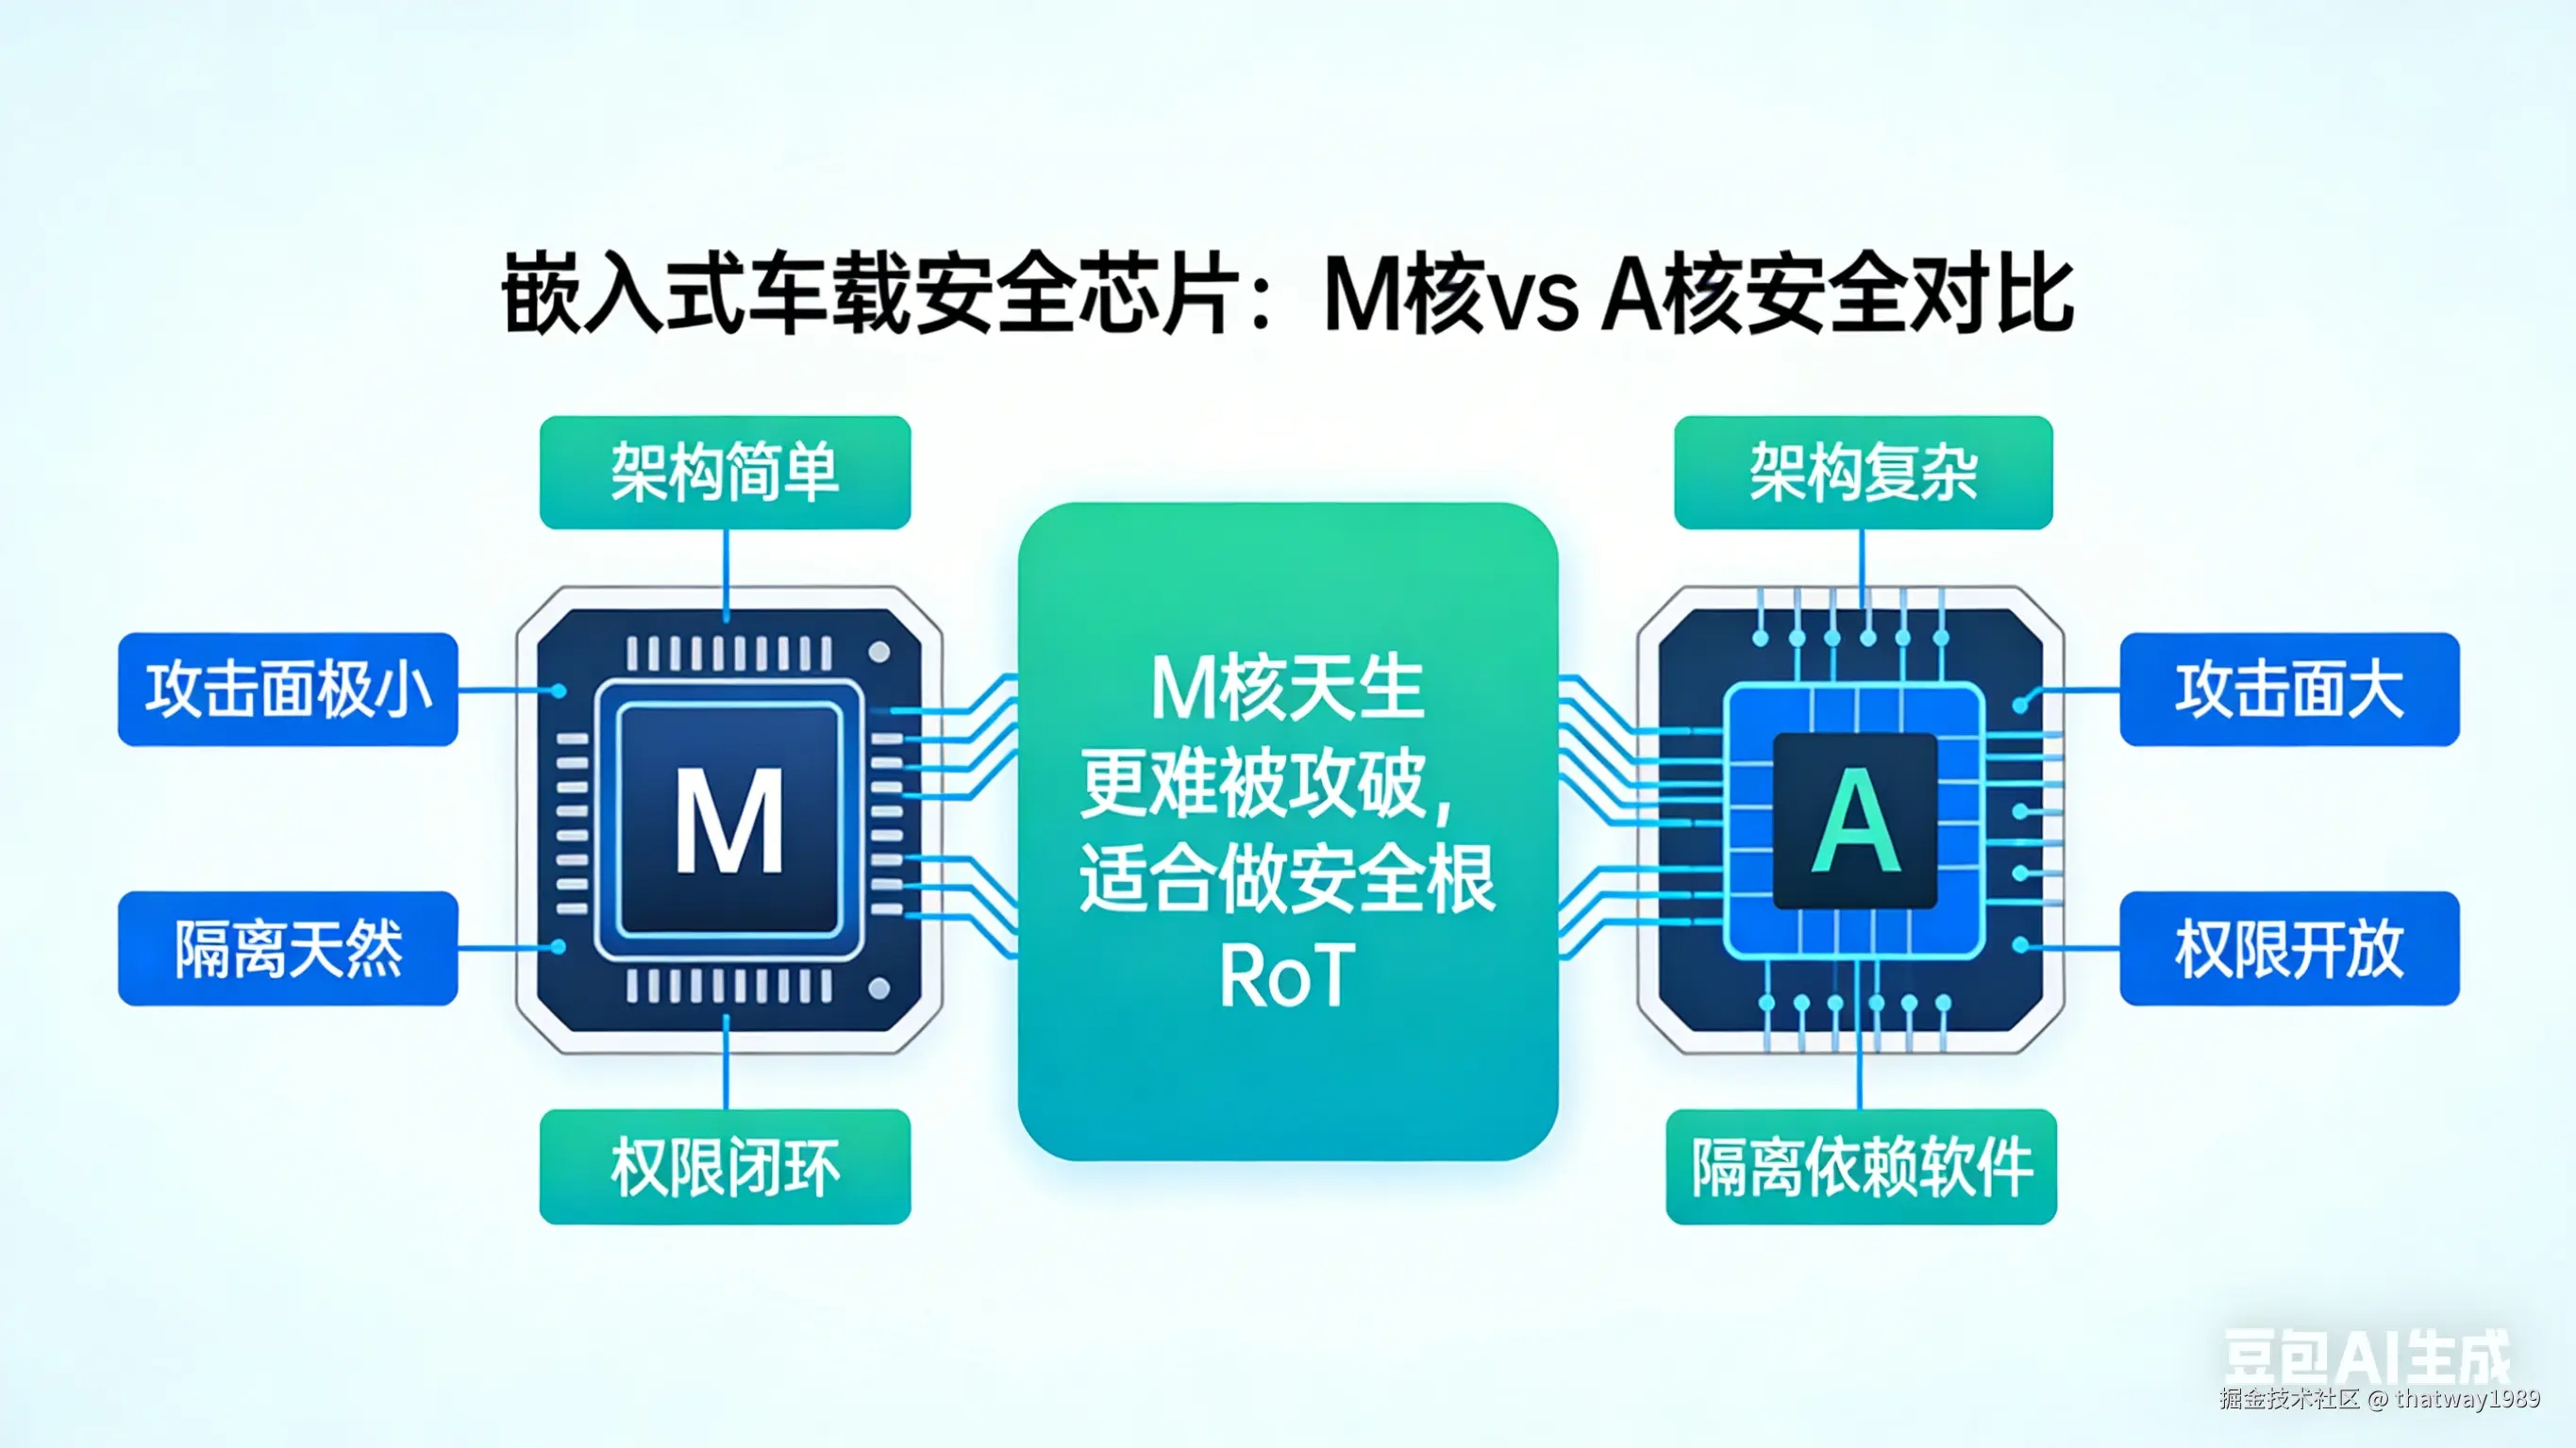 嵌入式车载安全芯片：M核vs A核安全对比
架构简单
架构复杂
攻击面极小
隔离天然
M
权限闭环
M核天生
更难被攻破，
适合做安全根
RoT
A
攻击面大
权限开放
隔离依赖软件
豆包AI生成
掘金技术社区 @ thatway1989